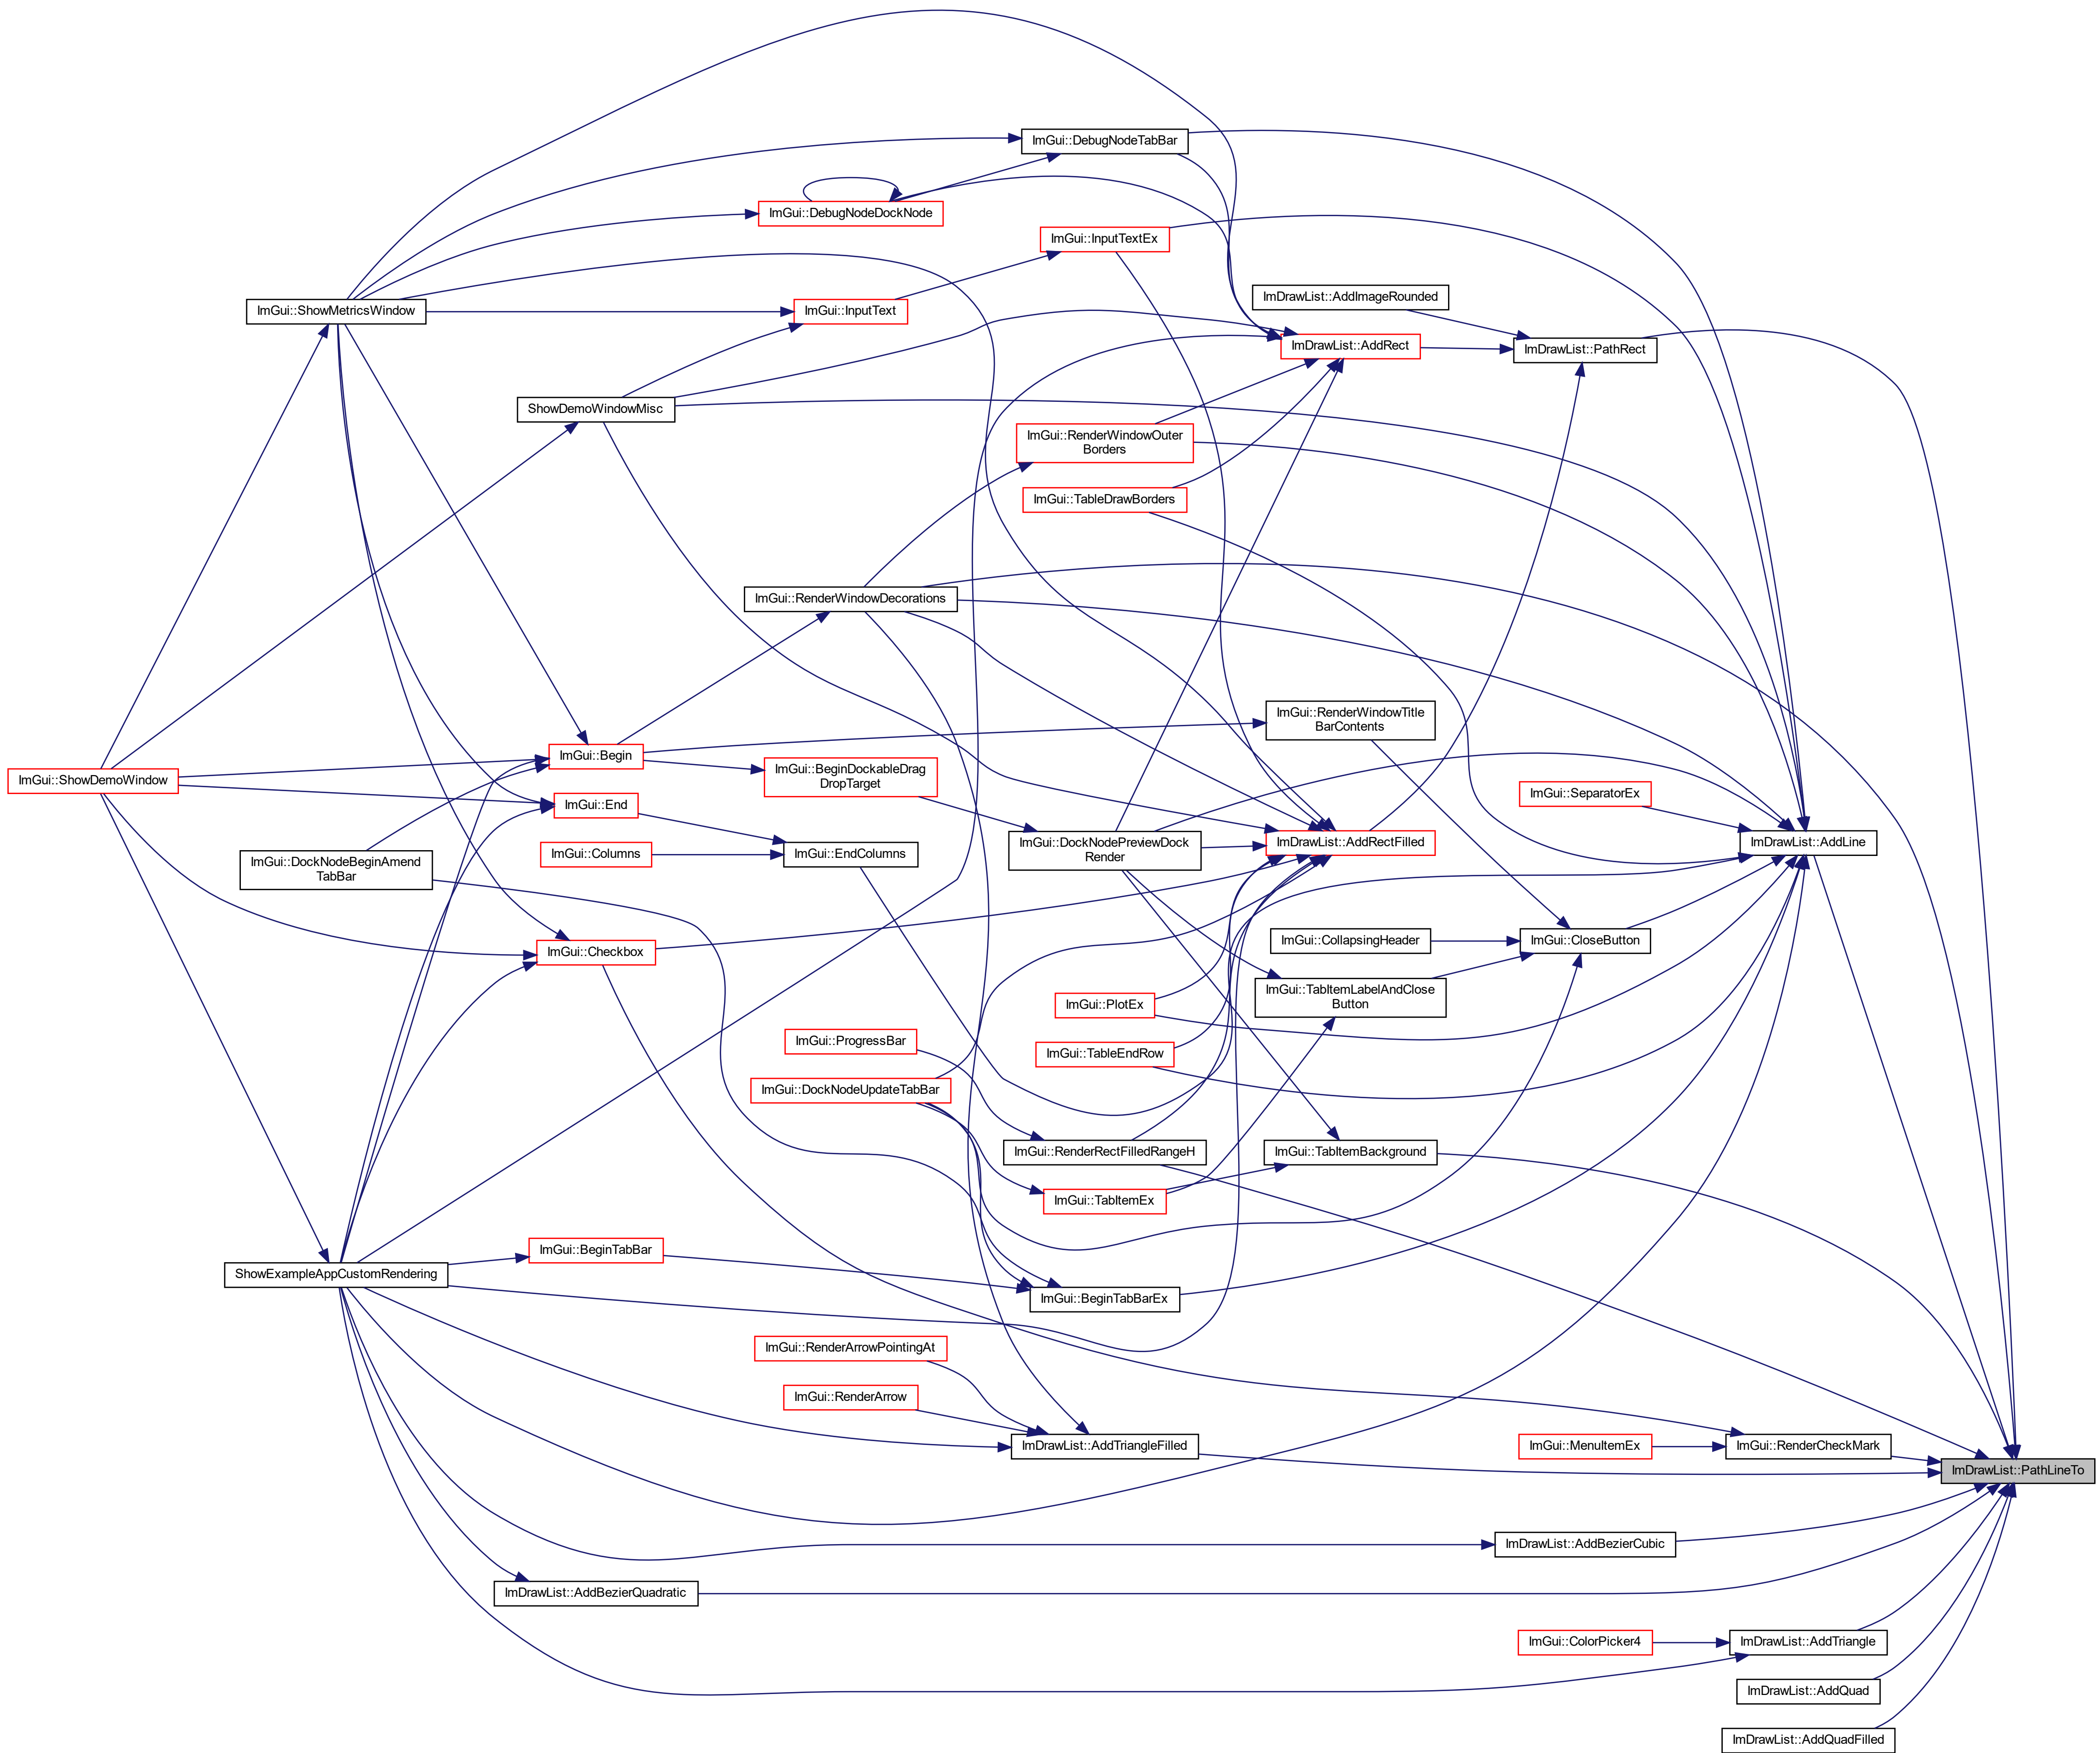 ImGui::DebugNodeTabBar
ImGui::DebugNodeDockNode
ImGui::InputTextEx
ImDrawList::AddImageRounded
ImGui::ShowMetricsWindow
ImGui::InputText
ImDrawList::AddRect
ImDrawList::PathRect
ShowDemoWindowMisc
ImGui::RenderWindowOuter
Borders
ImGui::TableDrawBorders
ImGui::RenderWindowDecorations
ImGui::RenderWindowTitle
BarContents
ImGui::Begin
ImGui::ShowDemoWindow
ImGui::BeginDockableDrag
DropTarget
ImGui::SeparatorEx
ImGui::End
ImGui::DockNodePreviewDock
Render
ImDrawList::AddRectFilled
ImDrawList::AddLine
ImGui::Columns
ImGui::EndColumns
ImGui::DockNodeBeginAmend
TabBar
ImGui::CollapsingHeader
ImGui::CloseButton
ImGui::Checkbox
ImGui::TabItemLabelAndClose
Button
ImGui::PlotEx
ImGui::ProgressBar
ImGui::TableEndRow
ImGui::DockNodeUpdateTabBar
ImGui::RenderRectFilledRangeH
ImGui::TabItemBackground
ImGui::TabItemEx
ImGui::BeginTabBar
ShowExampleAppCustomRendering
ImGui::BeginTabBarEx
ImGui::RenderArrowPointingAt
ImGui::RenderArrow
ImDrawList::AddTriangleFilled
ImGui::MenuItemEx
ImGui::RenderCheckMark
ImDrawList::PathLineTo
ImDrawList::AddBezierCubic
ImDrawList::AddBezierQuadratic
ImGui::ColorPicker4
ImDrawList::AddTriangle
ImDrawList::AddQuad
ImDrawList::AddQuadFilled